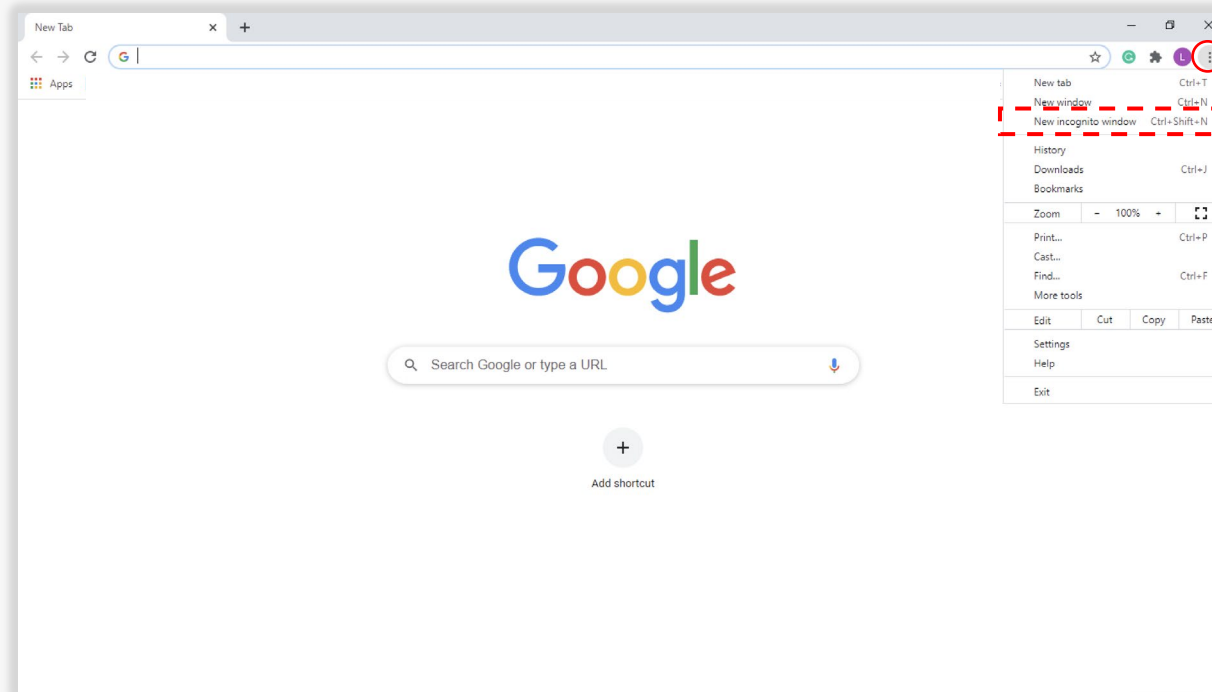 New Tab
G
L
Apps
New tab Ctrl+T
New window Ctrl+N
New incognito window Ctrl+Shift+N
History
Downloads Ctrl+J
Bookmarks
Zoom - 100% +
Print... Ctrl+P
Cast...
Find... Ctrl+F
More tools
Edit Cut Copy Paste
Settings
Help
Exit
Google
Search Google or type a URL
Add shortcut